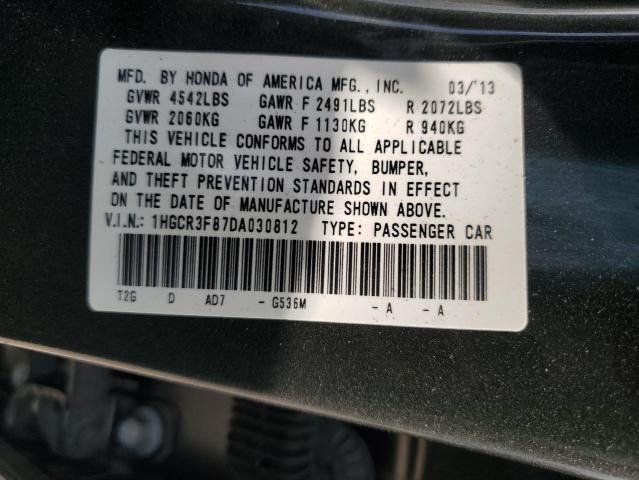 MFD. BY HONDA OF AMERICA MFG., INC. 03/'13
GVWR 4542LBS GAWR F 2491LBS R 2072LBS
GVWR 2060KG GAWR F 1130KG R 940KG
THIS VEHICLE CONFORMS TO ALL APPLICABLE
FEDERAL MOTOR VEHICLE SAFETY, BUMPER,
AND THEFT PREVENTION STANDARDS IN EFFECT
ON THE DATE OF MANUFACTURE SHOWN ABOVE.
V.I.N.: 1HGCR3F87DA030812 TYPE: PASSENGER CAR
T2G D AD7 - G536M - A - A